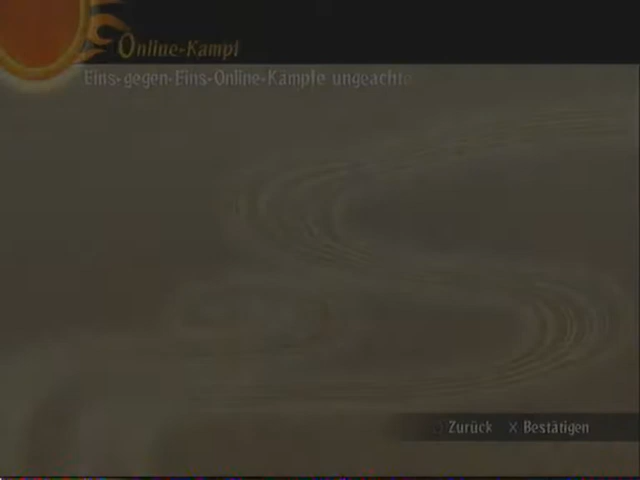 Online-Kampf
Eins-gegen-Eins-Online-Kämpfe ungeachte
Zurück X Bestätigen